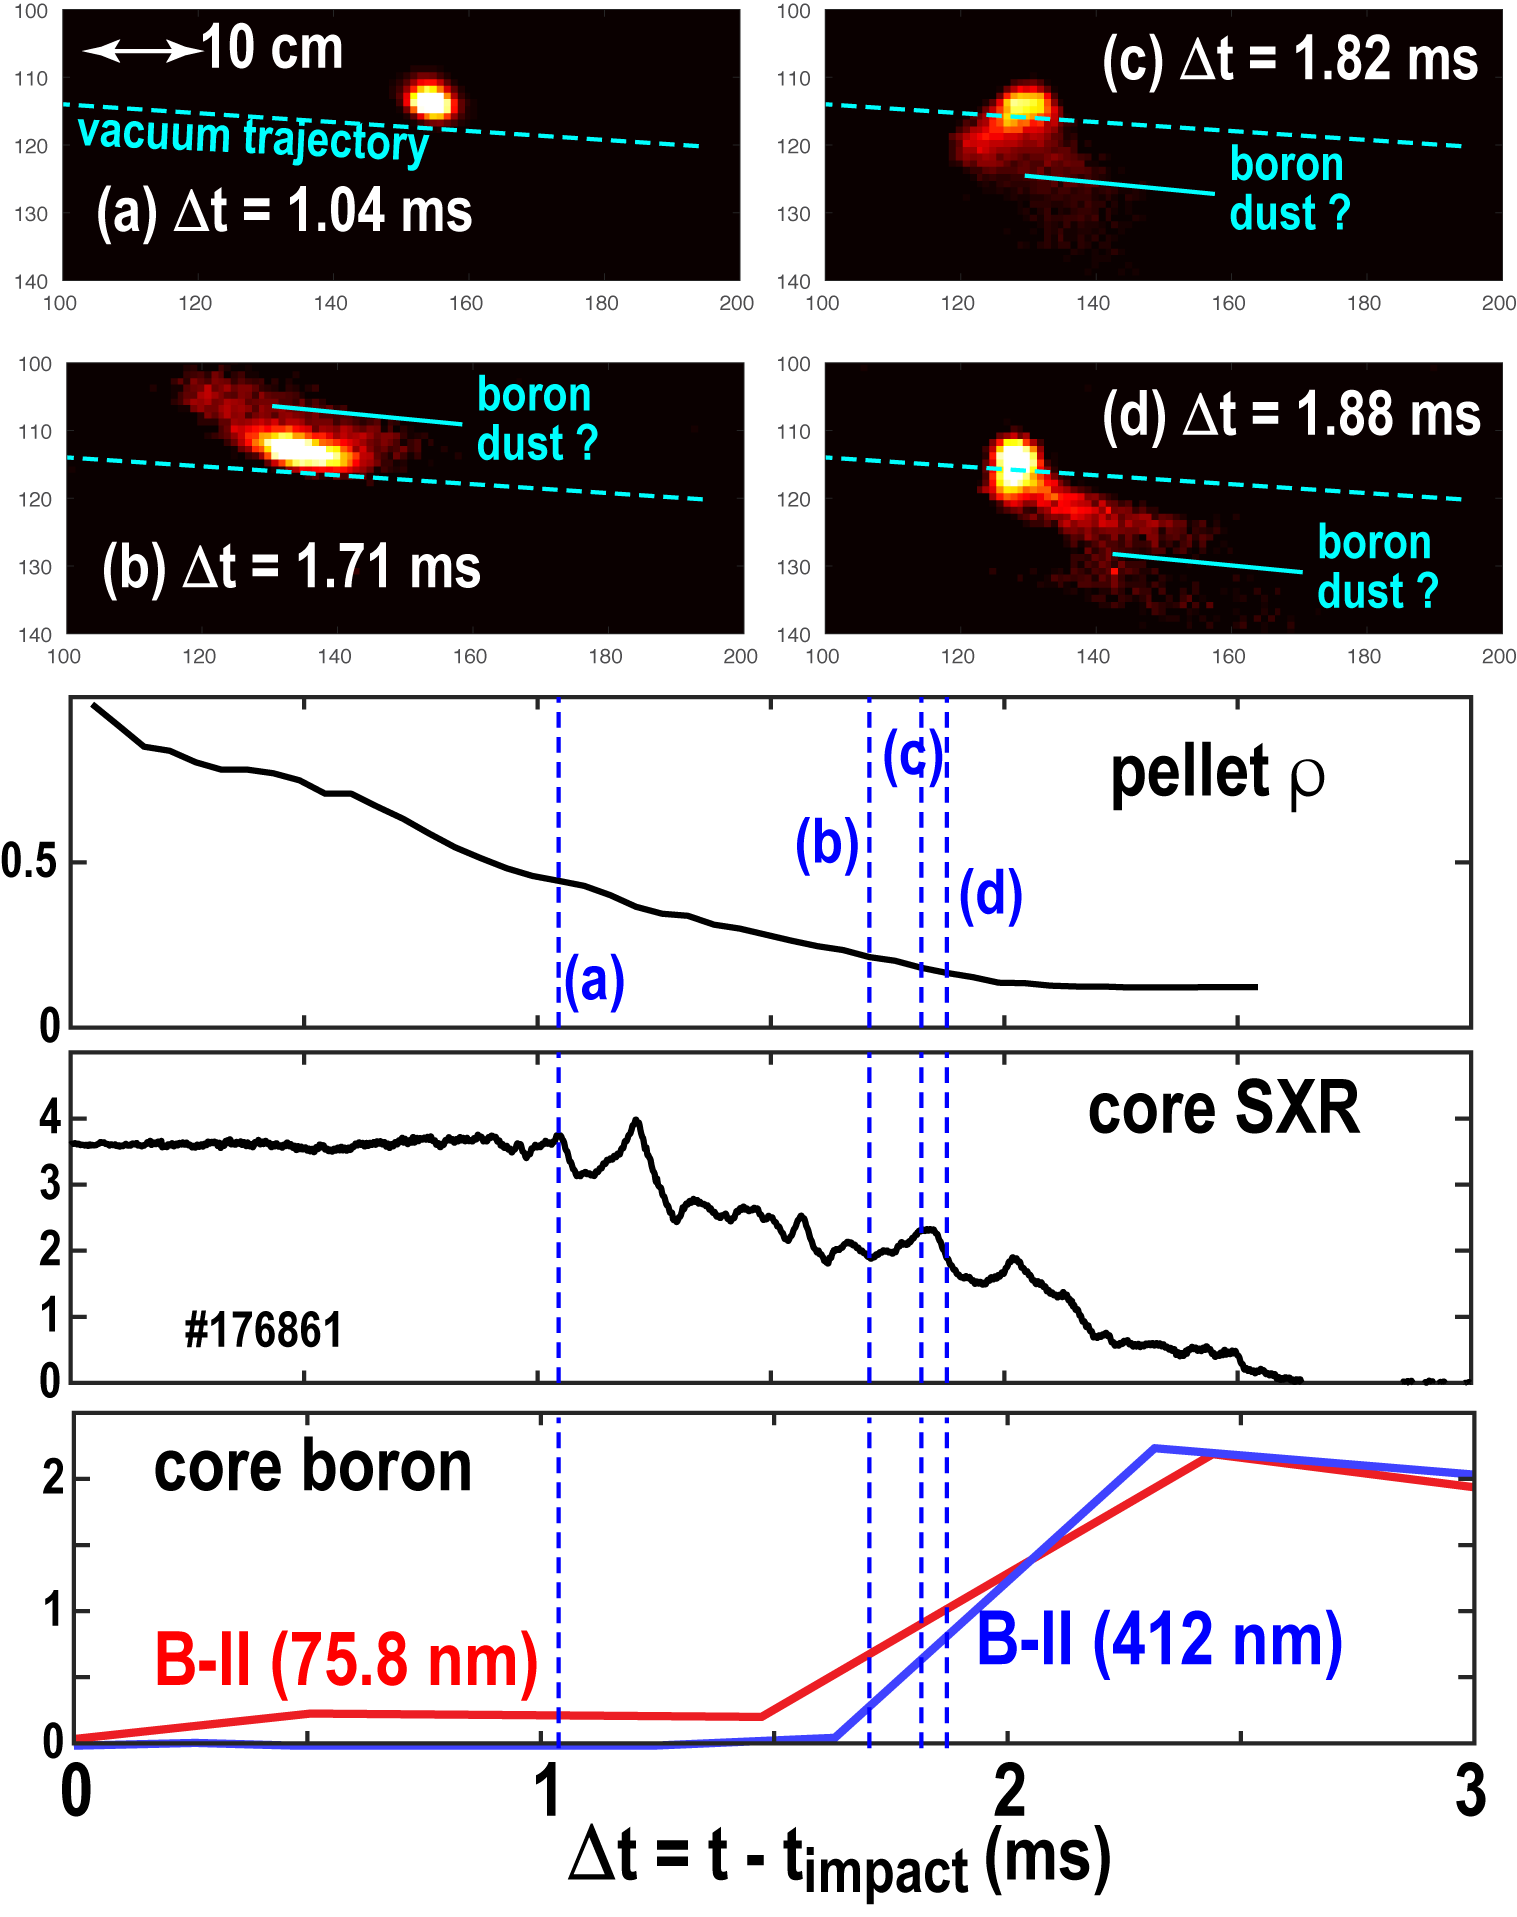 100
110
120
130
140
100
120
140
160
180
200
10 cm
vacuum trajectory
(a) Δt = 1.04 ms
100
110
120
130
140
100
120
140
160
180
200
(c) Δt = 1.82 ms
boron
dust ?
100
110
120
130
140
100
120
140
160
180
200
boron
dust ?
(b) Δt = 1.71 ms
100
110
120
130
140
100
120
140
160
180
200
(d) Δt = 1.88 ms
boron
dust ?
0.5
0
pellet ρ
(a)
(b)
(c)
(d)
4
3
2
1
0
core SXR
#176861
2
1
0
core boron
B-II (75.8 nm)
B-II (412 nm)
0
1
2
3
Δt = t - timpact (ms)